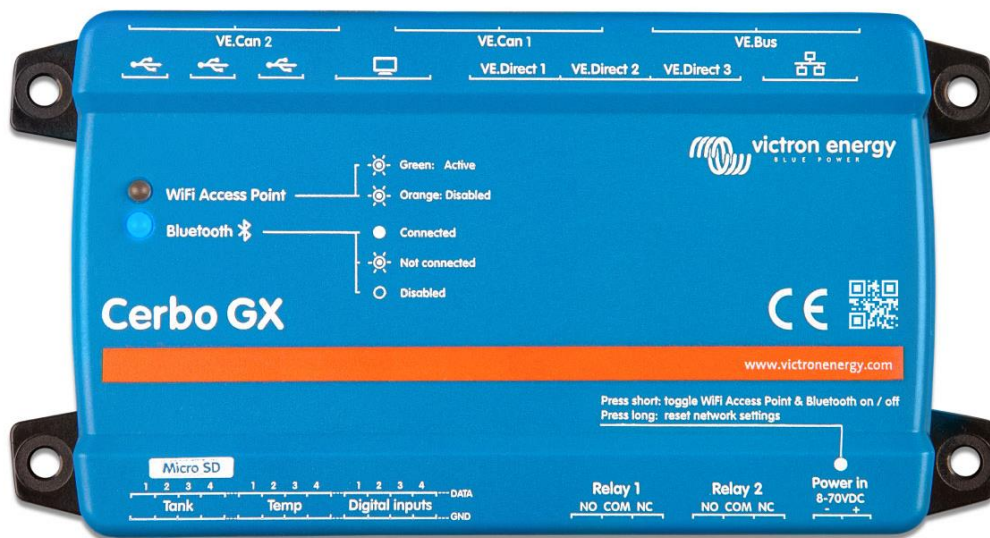 VE.Can 2 VE.Can 1 VE.Bus
VE.Direct 1 VE.Direct 2 VE.Direct 3
victron energy
BLUE POWER
Green: Active
WiFi Access Point
Orange: Disabled
Bluetooth
Connected
Not connected
Disabled
Cerbo GX
CE
www.victronenergy.com
Press short: toggle WiFi Access Point & Bluetooth on / off
Press long: reset network settings
Micro SD
1 2 3 4 1 2 3 4 1 2 3 4 DATA
Tank Temp Digital inputs
GND
Relay 1
NO COM NC
Relay 2
NO COM NC
Power in
8-70VDC
- +